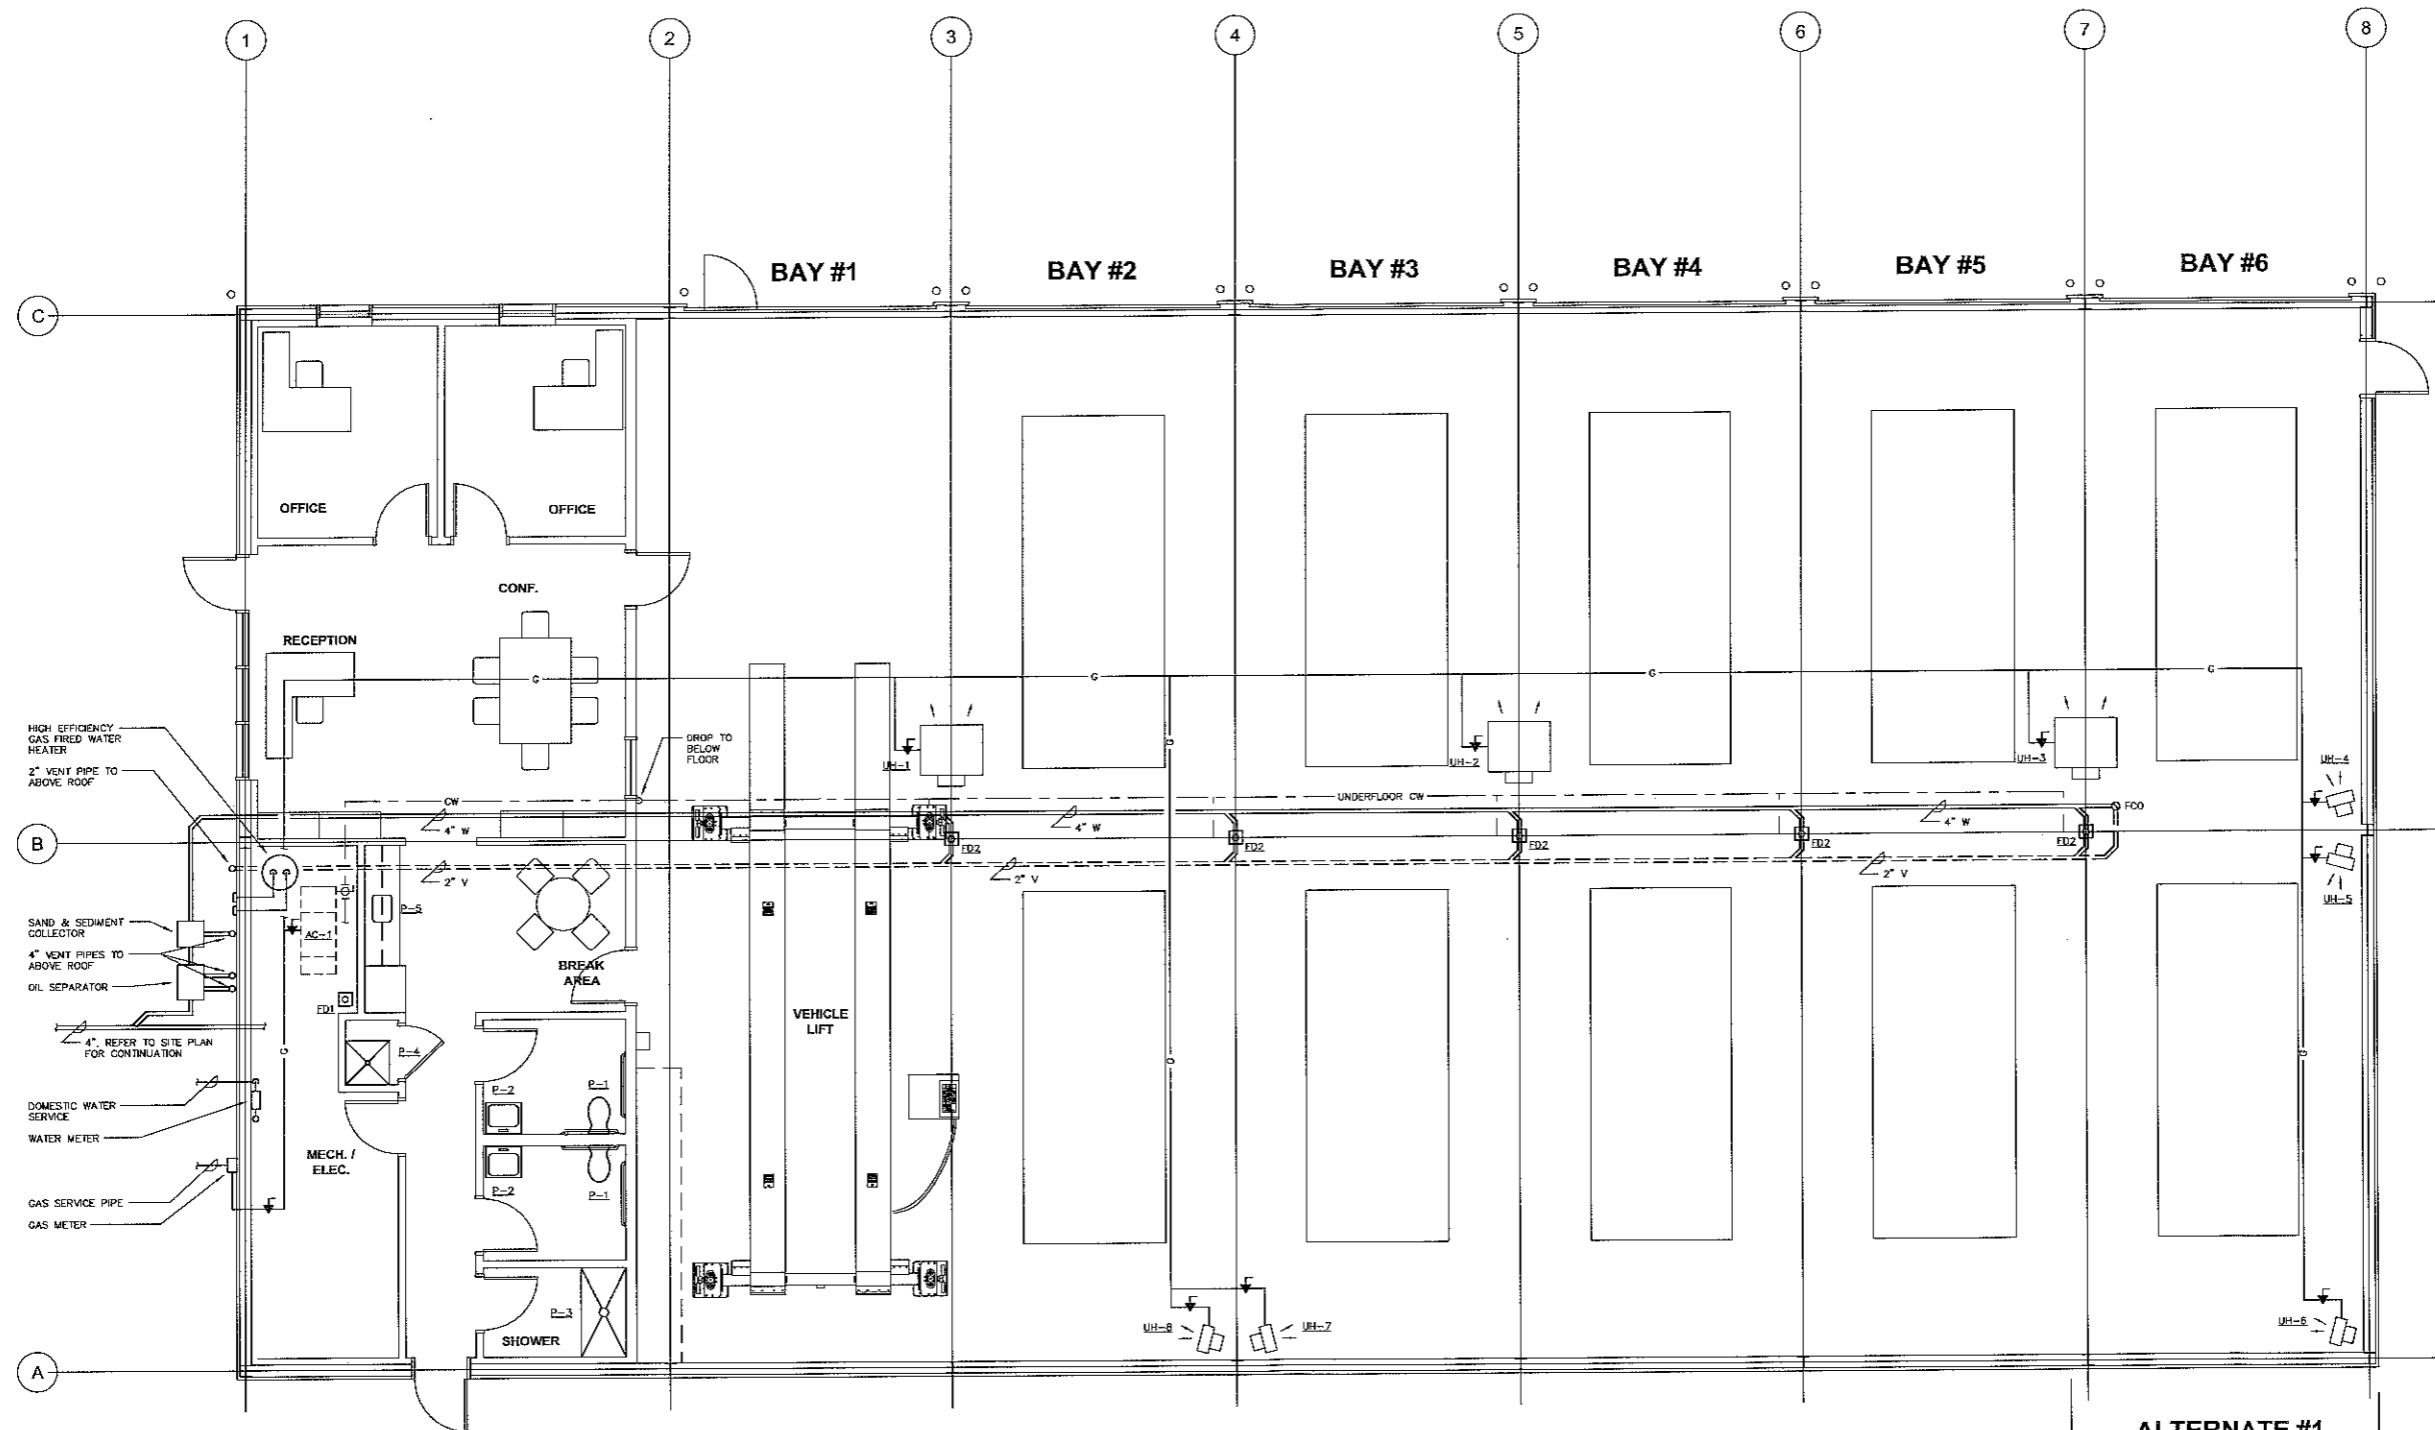 1
2
3
4
5
6
7
8
BAY #1
BAY #2
BAY #3
BAY #4
BAY #5
BAY #6
C
OFFICE
OFFICE
CONF.
RECEPTION
G
G
G
G
HIGH EFFICIENCY
GAS FIRED WATER
HEATER
2" VENT PIPE TO
ABOVE ROOF
DROP TO
BELOW
FLOOR
G
UH-1
UH-2
UH-3
UH-4
CW
UNDERFLOOR CW
4" W
4" W
4" W
FCO
B
FD2
FD2
FD2
FD2
FD2
2" V
2" V
2" V
UH-5
SAND & SEDIMENT
COLLECTOR
4" VENT PIPES TO
ABOVE ROOF
OIL SEPARATOR
AC-1
P-5
FD1
BREAK
AREA
VEHICLE
LIFT
4", REFER TO SITE PLAN
FOR CONTINUATION
G
P-4
G
G
P-2
P-1
DOMESTIC WATER
SERVICE
WATER METER
MECH. /
ELEC.
P-2
P-1
GAS SERVICE PIPE
GAS METER
P-3
SHOWER
UH-8
UH-7
UH-6
A
ALTERNATE #1